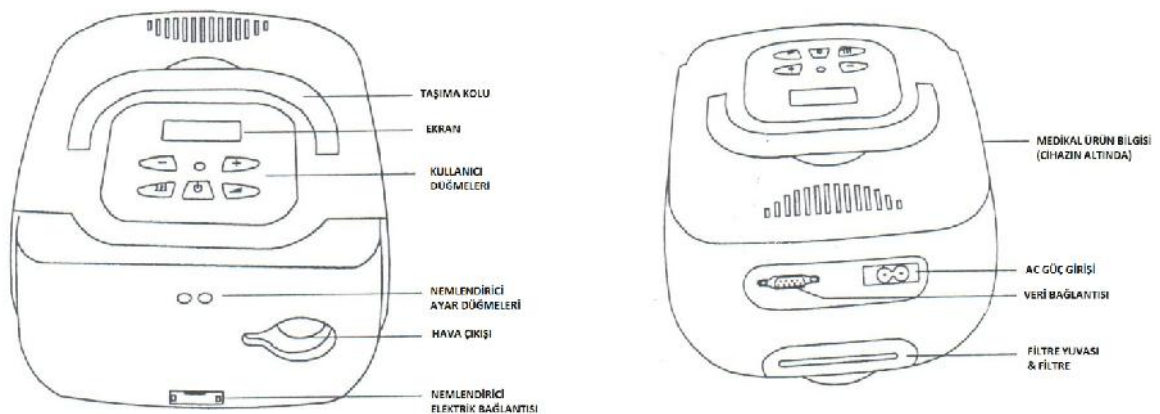 TAŞIMA KOLU
EKRAN
KULLANICI
DÜĞMELERİ
NEMLENDİRİCİ
AYAR DÜĞMELERİ
HAVA ÇIKIŞI
NEMLENDİRİCİ
ELEKTRİK BAĞLANTISI
MEDİKAL ÜRÜN BİLGİSİ
(CİHAZIN ALTINDA)
AC GÜÇ GİRİŞİ
VERİ BAĞLANTISI
FİLTRE YUVASI
& FİLTRE